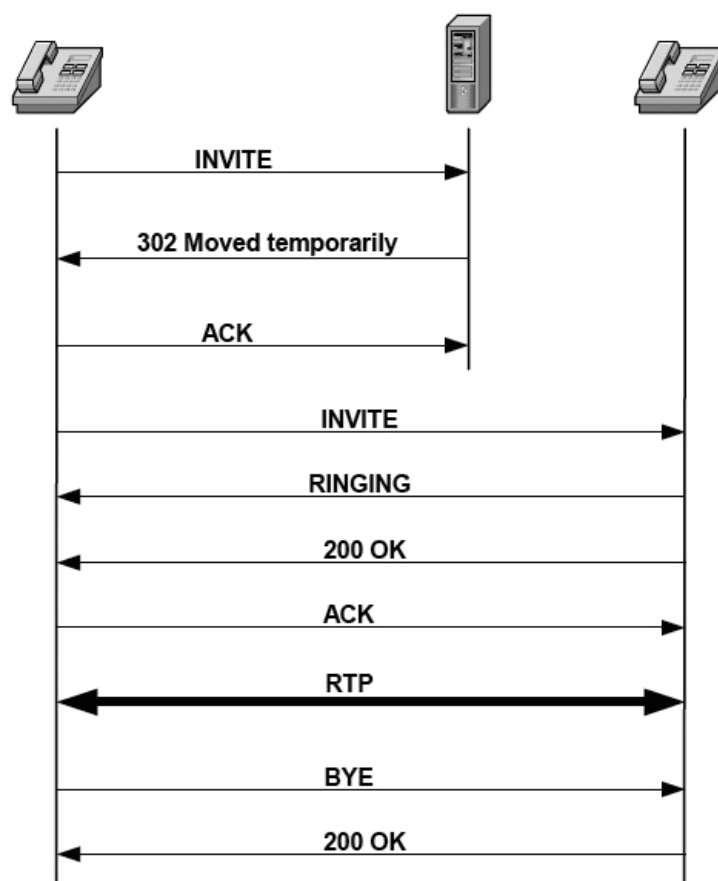 INVITE
302 Moved temporarily
ACK
INVITE
RINGING
200 OK
ACK
RTP
BYE
200 OK